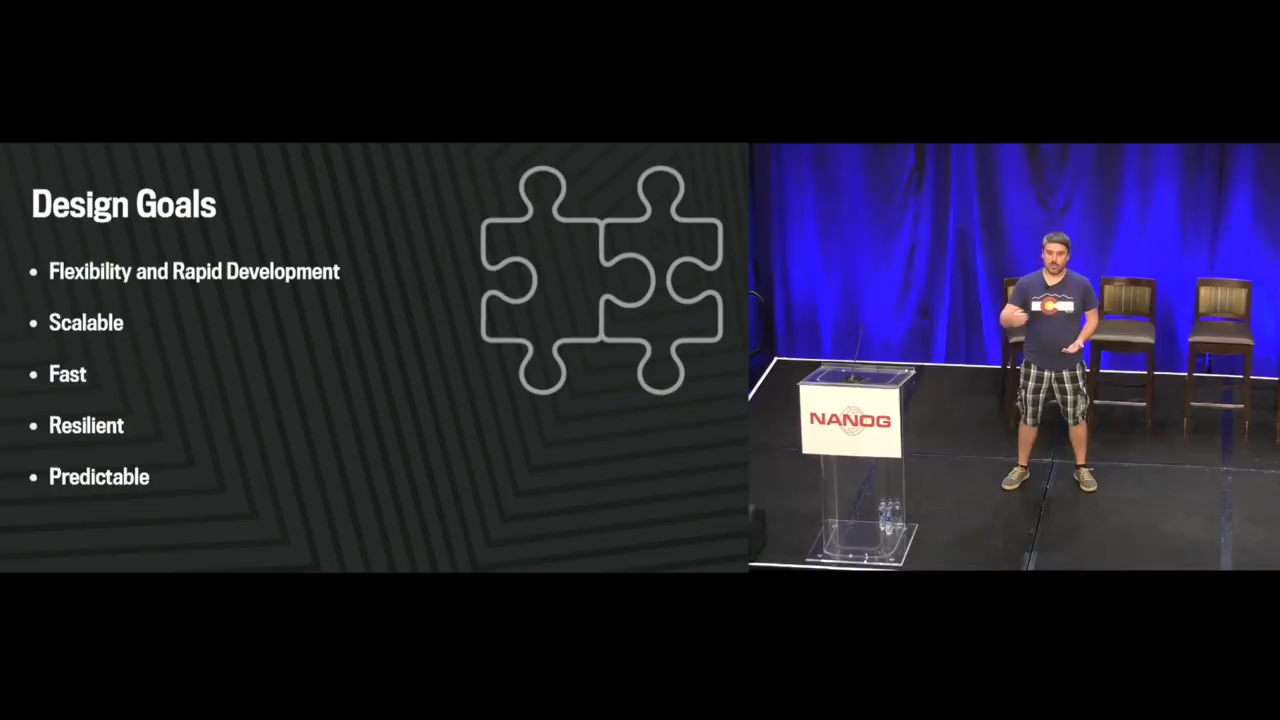 Design Goals
• Flexibility and Rapid Development
• Scalable
• Fast
• Resilient
• Predictable
NANOG